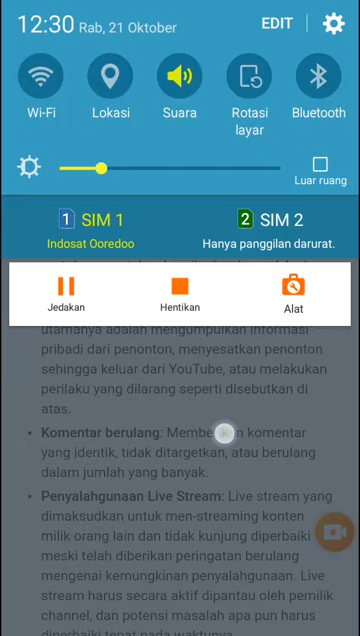 12:30 Rab, 21 Oktober EDIT
Wi-Fi Lokasi Suara Rotasi layar Bluetooth
Luar ruang
1 SIM 1 2 SIM 2
Indosat Ooredoo Hanya panggilan darurat.
Jedakan Hentikan Alat
utamanya adalah mengumpulkan informasi
pribadi dari penonton, menyesatkan penonton
sehingga keluar dari YouTube, atau melakukan
perilaku yang dilarang seperti disebutkan di
atas.
• Komentar berulang: komentar
yang identik, tidak ditargetkan, atau berulang
dalam jumlah yang banyak.
• Penyalahgunaan Live Stream: Live stream yang
dimaksudkan untuk men-streaming konten
milik orang lain dan tidak kunjung diperbaiki
meski telah diberikan peringatan berulang
mengenai kemungkinan penyalahgunaan. Live
stream harus secara aktif dipantau oleh pemilik
channel, dan potensi masalah apa pun harus
diperbaiki tepat pada waktunya.